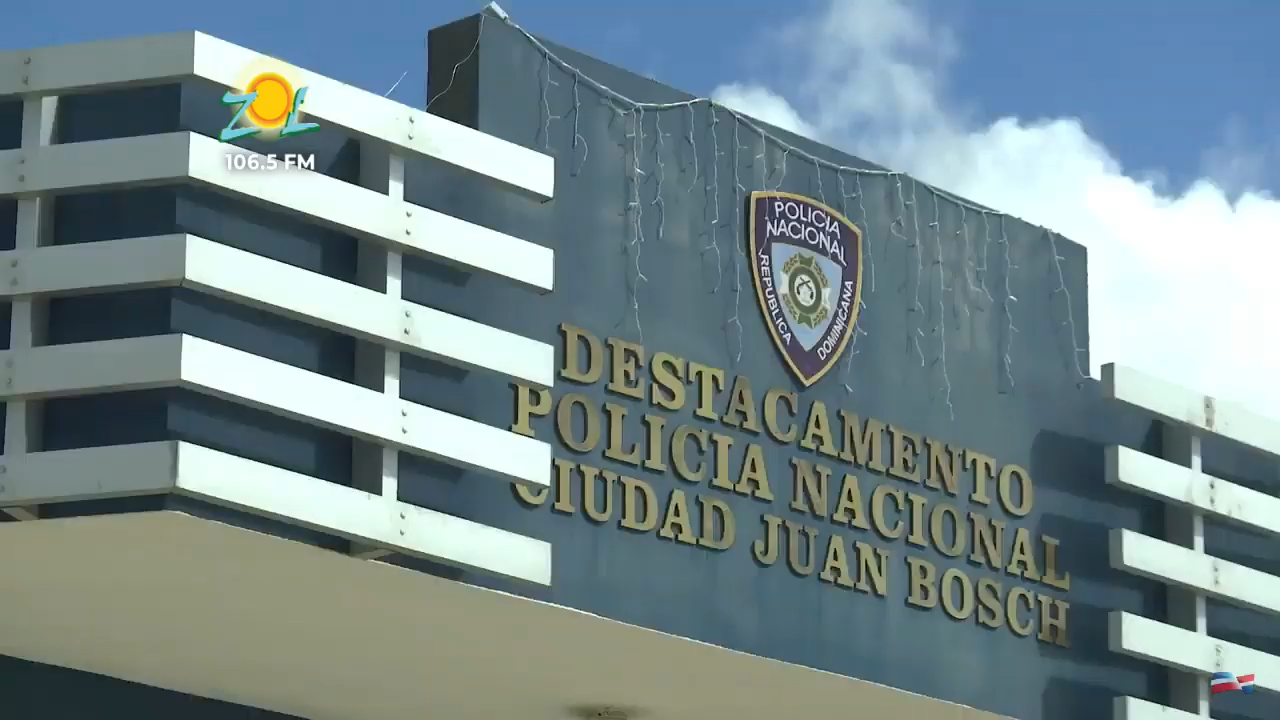 ZOL
106.5 FM
POLICIA
NACIONAL
REPUBLICA
DOMINICANA
DESTACAMENTO
POLICIA NACIONAL
CIUDAD JUAN BOSCH